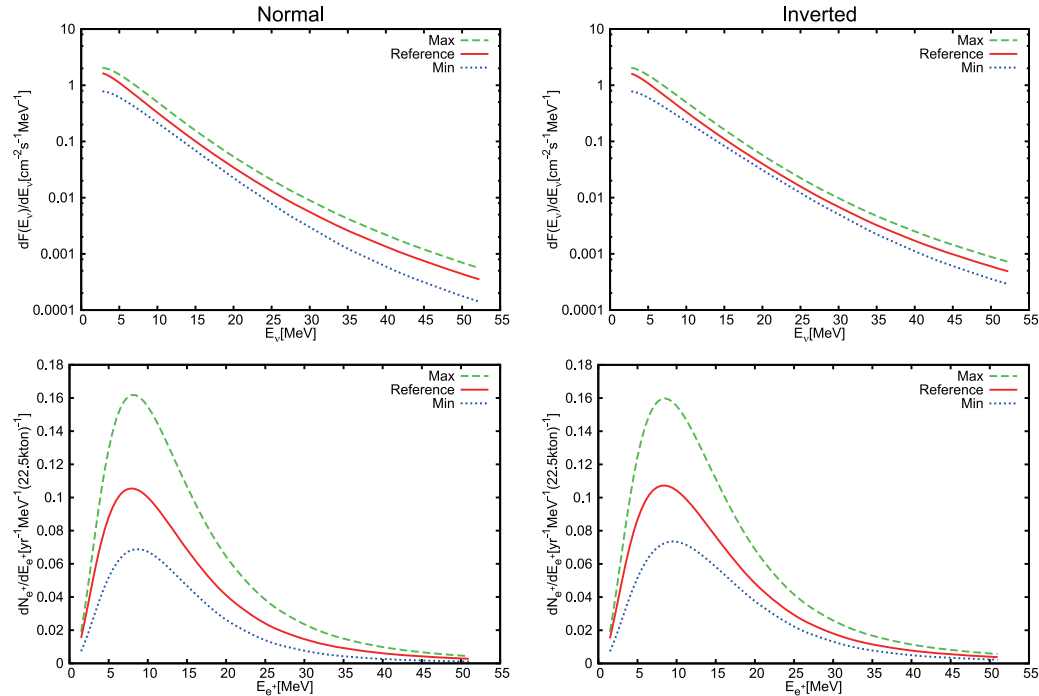 Normal
10
1
0.1
0.01
0.001
0.0001
dF(Eν)/dEν[cm⁻²s⁻¹MeV⁻¹]
Max
Reference
Min
0 5 10 15 20 25 30 35 40 45 50 55
Eν[MeV]
Inverted
10
1
0.1
0.01
0.001
0.0001
dF(Eν)/dEν[cm⁻²s⁻¹MeV⁻¹]
Max
Reference
Min
0 5 10 15 20 25 30 35 40 45 50 55
Eν[MeV]
0.18
0.16
0.14
0.12
0.1
0.08
0.06
0.04
0.02
0
dNe⁺/dEe⁺[yr⁻¹MeV⁻¹(22.5kton)⁻¹]
Max
Reference
Min
0 5 10 15 20 25 30 35 40 45 50 55
Ee⁺[MeV]
0.18
0.16
0.14
0.12
0.1
0.08
0.06
0.04
0.02
0
dNe⁺/dEe⁺[yr⁻¹MeV⁻¹(22.5kton)⁻¹]
Max
Reference
Min
0 5 10 15 20 25 30 35 40 45 50 55
Ee⁺[MeV]